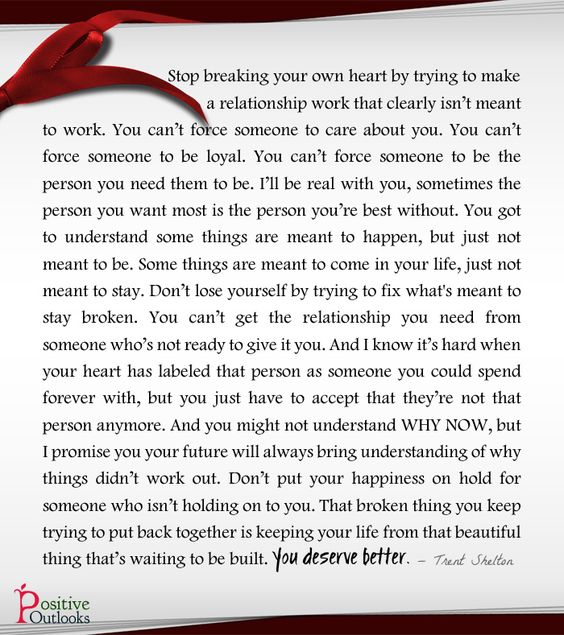 Stop breaking your own heart by trying to make
a relationship work that clearly isn't meant
to work. You can't force someone to care about you. You can't
force someone to be loyal. You can't force someone to be the
person you need them to be. I'll be real with you, sometimes the
person you want most is the person you're best without. You got
to understand some things are meant to happen, but just not
meant to be. Some things are meant to come in your life, just not
meant to stay. Don't lose yourself by trying to fix what's meant to
stay broken. You can't get the relationship you need from
someone who's not ready to give it you. And I know it's hard when
your heart has labeled that person as someone you could spend
forever with, but you just have to accept that they're not that
person anymore. And you might not understand WHY NOW, but
I promise you your future will always bring understanding of why
things didn't work out. Don't put your happiness on hold for
someone who isn't holding on to you. That broken thing you keep
trying to put back together is keeping your life from that beautiful
thing that's waiting to be built. You deserve better. – Trent Shelton
Positive
Outlooks